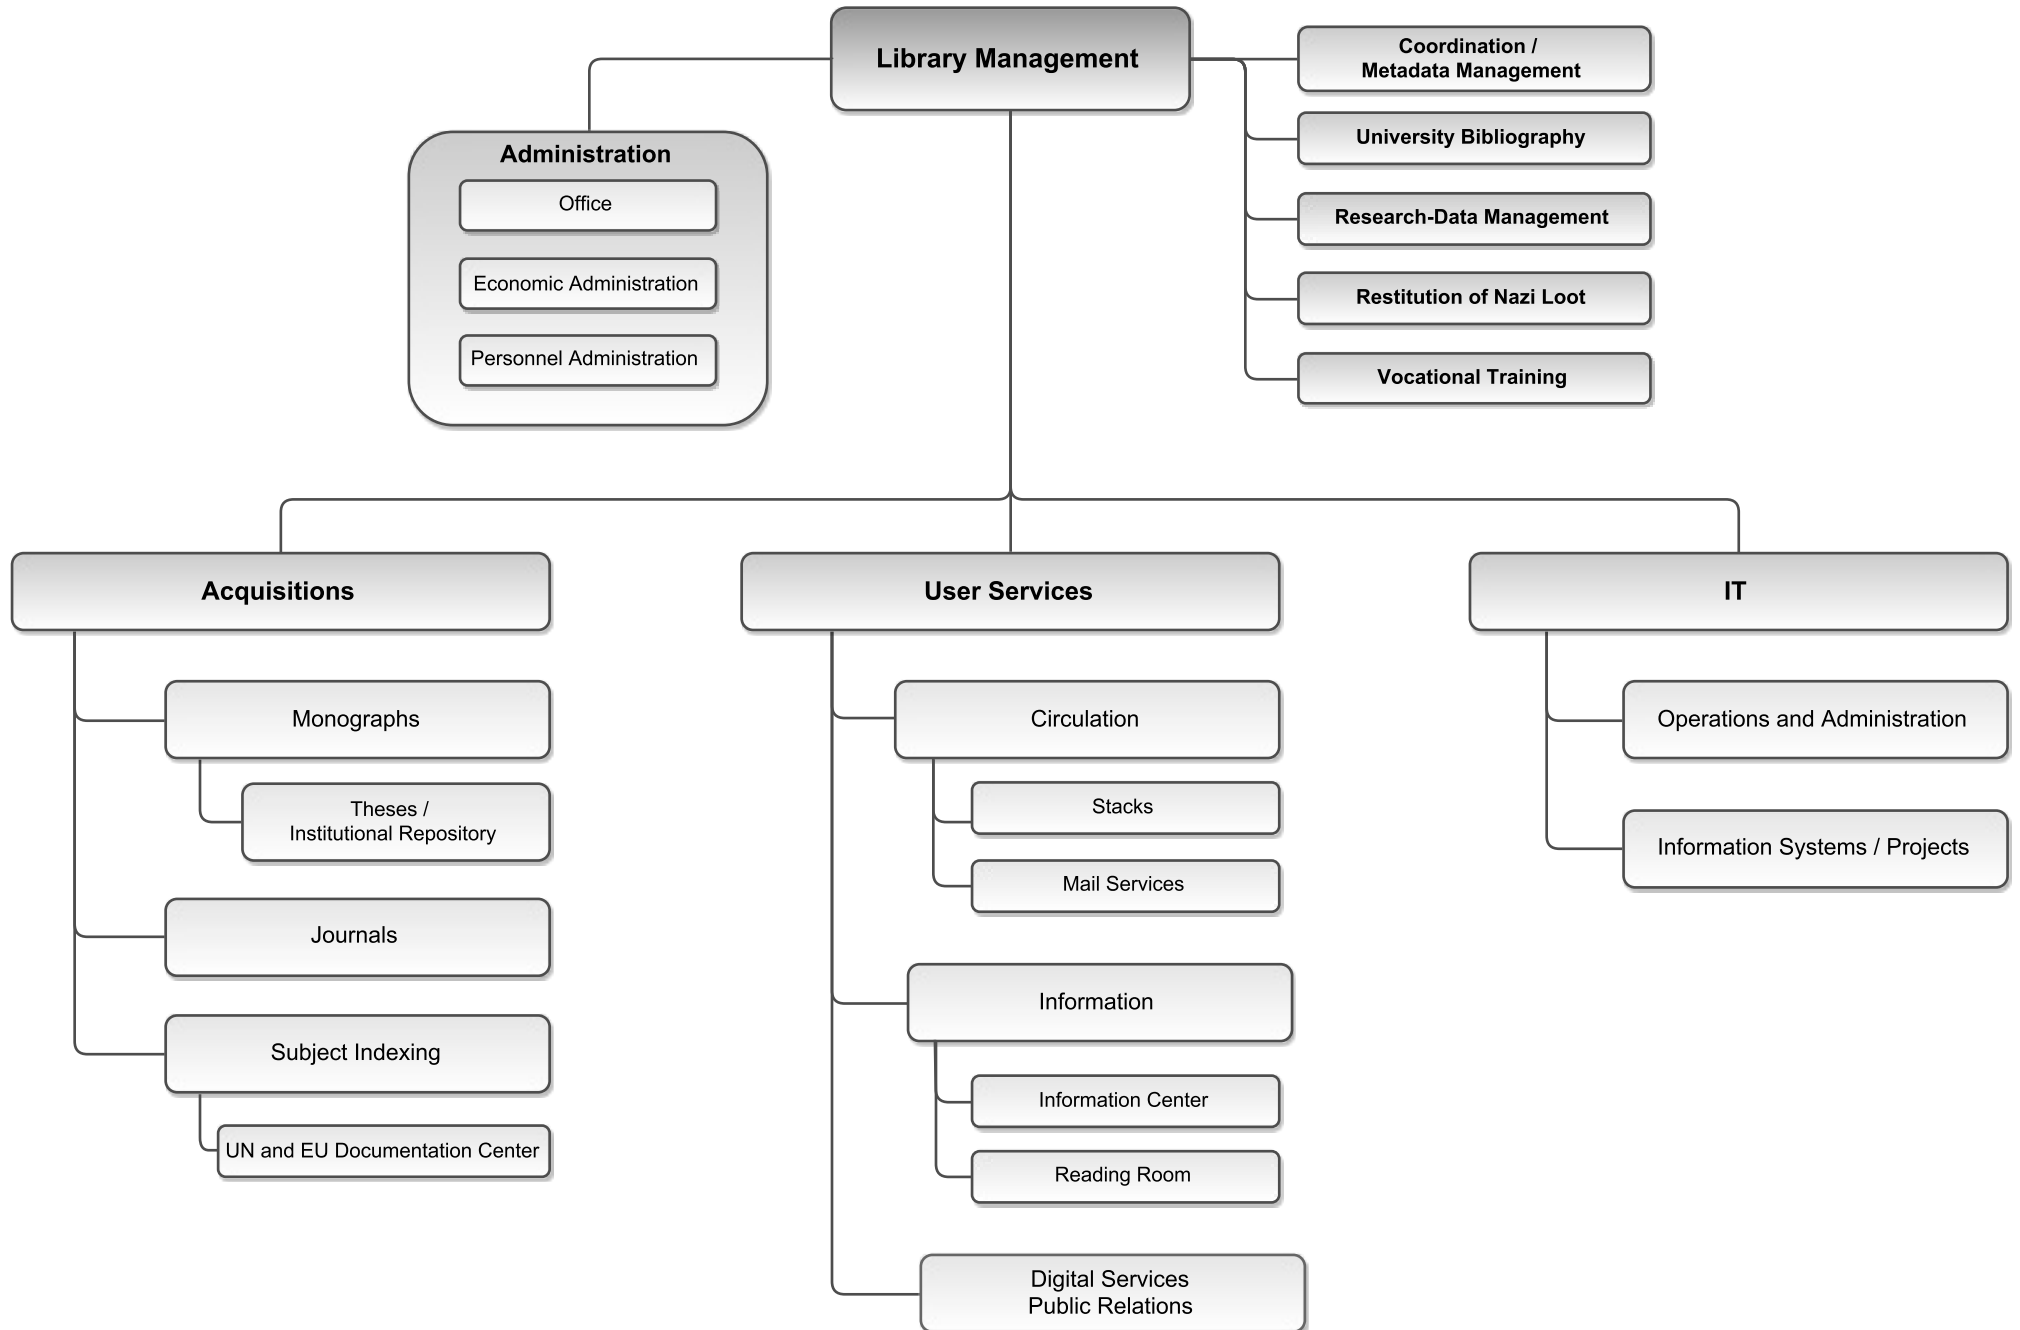 Library Management
Coordination /
Metadata Management
University Bibliography
Research-Data Management
Restitution of Nazi Loot
Vocational Training
Administration
Office
Economic Administration
Personnel Administration
Acquisitions
Monographs
Theses /
Institutional Repository
Journals
Subject Indexing
UN and EU Documentation Center
User Services
Circulation
Stacks
Mail Services
Information
Information Center
Reading Room
Digital Services
Public Relations
IT
Operations and Administration
Information Systems / Projects